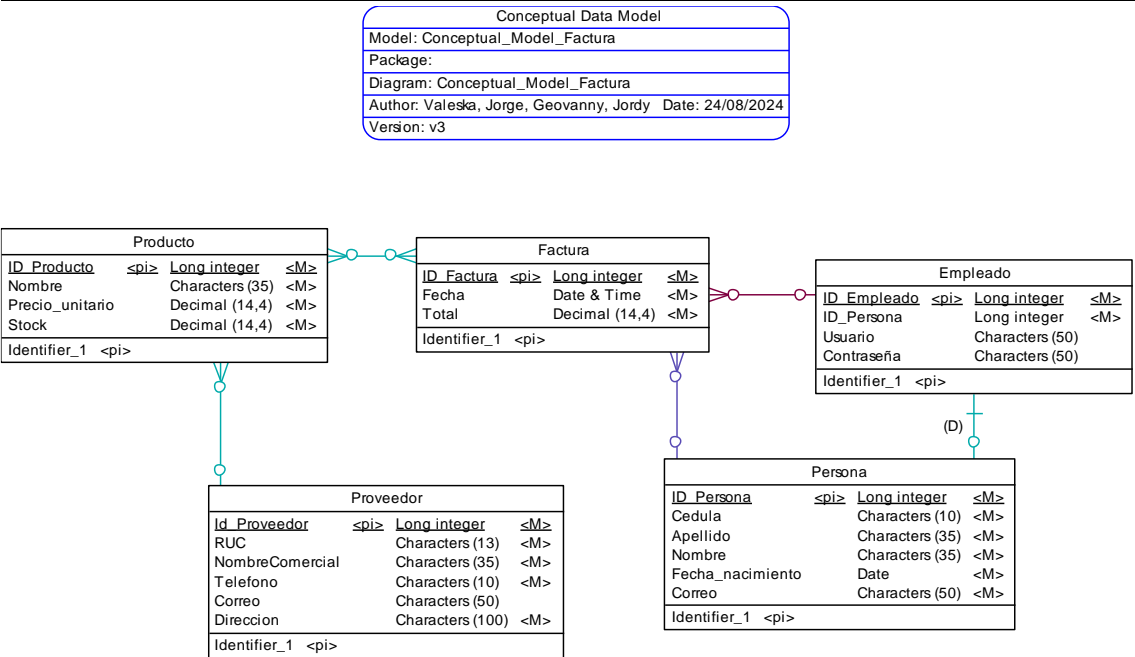 Conceptual Data Model
Model: Conceptual_Model_Factura
Package:
Diagram: Conceptual_Model_Factura
Author: Valeska, Jorge, Geovanny, Jordy Date: 24/08/2024
Version: v3
Producto
ID_Producto <pi> Long integer <M>
Nombre Characters (35) <M>
Precio_unitario Decimal (14,4) <M>
Stock Decimal (14,4) <M>
Identifier_1 <pi>
Factura
ID_Factura <pi> Long integer <M>
Fecha Date & Time <M>
Total Decimal (14,4) <M>
Identifier_1 <pi>
Empleado
ID_Empleado <pi> Long integer <M>
ID_Persona Long integer <M>
Usuario Characters (50)
Contraseña Characters (50)
Identifier_1 <pi>
(D)
Proveedor
Id_Proveedor <pi> Long integer <M>
RUC Characters (13) <M>
NombreComercial Characters (35) <M>
Telefono Characters (10) <M>
Correo Characters (50)
Direccion Characters (100) <M>
Identifier_1 <pi>
Persona
ID_Persona <pi> Long integer <M>
Cedula Characters (10) <M>
Apellido Characters (35) <M>
Nombre Characters (35) <M>
Fecha_nacimiento Date <M>
Correo Characters (50) <M>
Identifier_1 <pi>